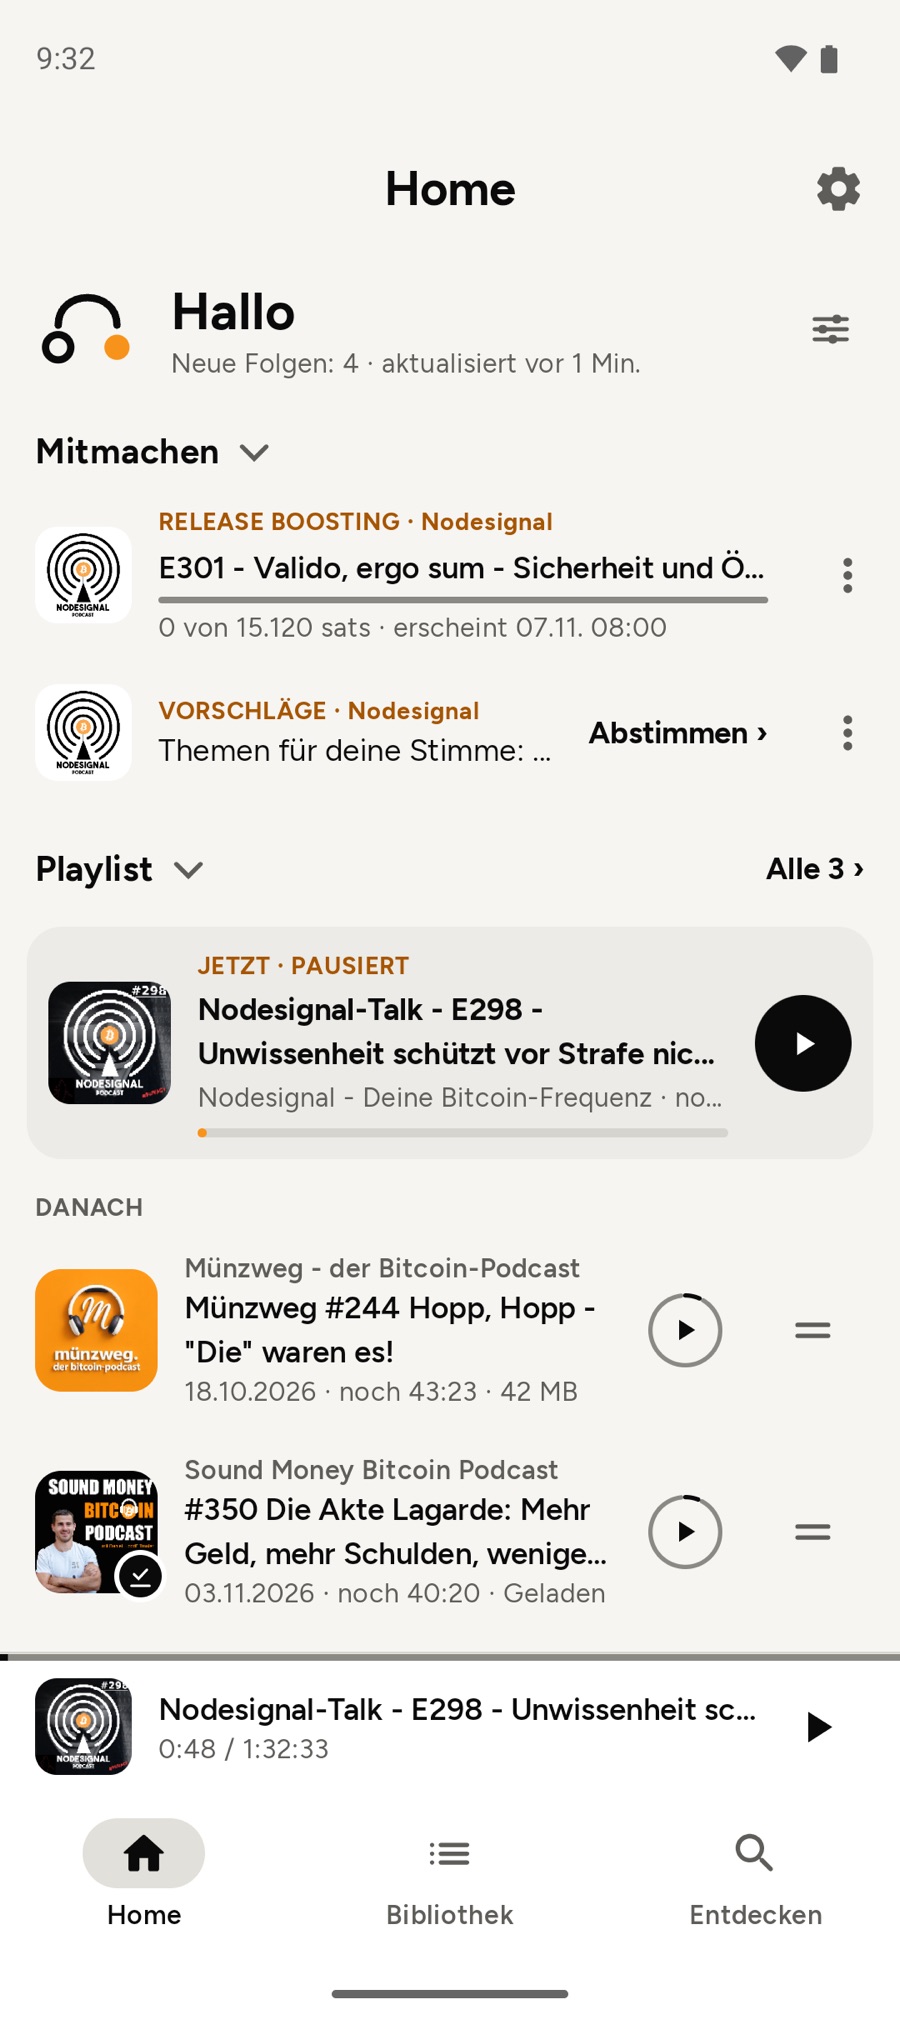 9:32
Home
Hallo
Neue Folgen: 4 · aktualisiert vor 1 Min.
Mitmachen
RELEASE BOOSTING · Nodesignal
E301 - Valido, ergo sum - Sicherheit und Ö...
0 von 15.120 sats · erscheint 07.11. 08:00
NODESIGNAL
PODCAST
VORSCHLÄGE · Nodesignal
Themen für deine Stimme: ...
Abstimmen ›
NODESIGNAL
PODCAST
Playlist
Alle 3 ›
JETZT · PAUSIERT
#298
Nodesignal-Talk - E298 -
Unwissenheit schützt vor Strafe nic...
Nodesignal - Deine Bitcoin-Frequenz · no...
NODESIGNAL
PODCAST
DANACH
Münzweg - der Bitcoin-Podcast
Münzweg #244 Hopp, Hopp -
"Die" waren es!
18.10.2026 · noch 43:23 · 42 MB
münzweg.
der bitcoin-podcast
Sound Money Bitcoin Podcast
#350 Die Akte Lagarde: Mehr
Geld, mehr Schulden, wenige...
03.11.2026 · noch 40:20 · Geladen
SOUND MONEY
BITCOIN
PODCAST
#298
Nodesignal-Talk - E298 - Unwissenheit sc...
0:48 / 1:32:33
NODESIGNAL
PODCAST
Home
Bibliothek
Entdecken